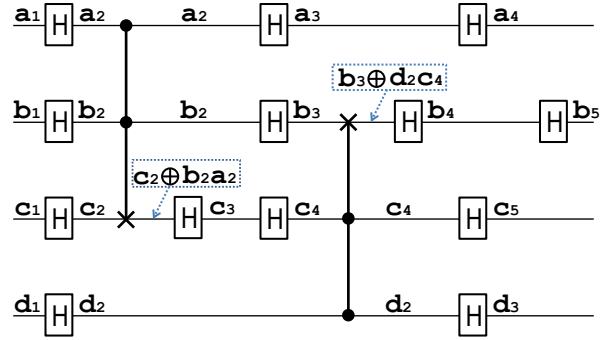 a₁ H a₂ a₂ H a₃ H a₄
b₃⊕d₂c₄
b₁ H b₂ b₂ H b₃ H b₄ H b₅
c₂⊕b₂a₂
c₁ H c₂ H c₃ H c₄ c₄ H c₅
d₁ H d₂ d₂ H d₃